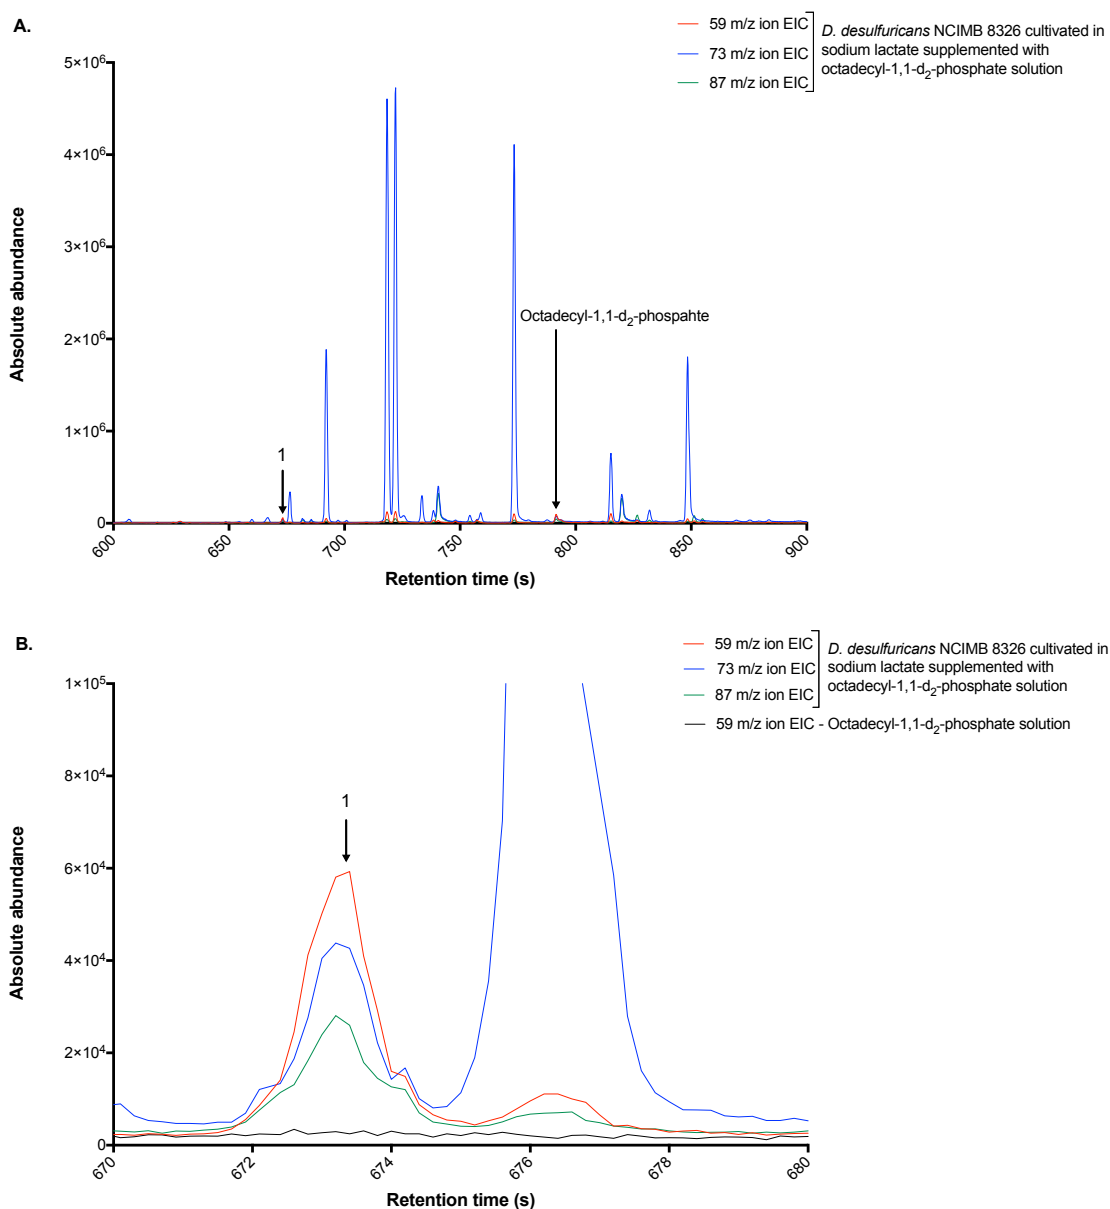 A.
59 m/z ion EIC
73 m/z ion EIC
87 m/z ion EIC
D. desulfuricans NCIMB 8326 cultivated in
sodium lactate supplemented with
octadecyl-1,1-d2-phosphate solution
Absolute abundance
5×10⁶
4×10⁶
3×10⁶
2×10⁶
1×10⁶
0
Octadecyl-1,1-d2-phospahte
1
600
650
700
750
800
850
900
Retention time (s)
B.
59 m/z ion EIC
73 m/z ion EIC
87 m/z ion EIC
D. desulfuricans NCIMB 8326 cultivated in
sodium lactate supplemented with
octadecyl-1,1-d2-phosphate solution
59 m/z ion EIC - Octadecyl-1,1-d2-phosphate solution
Absolute abundance
1×10⁵
8×10⁴
6×10⁴
4×10⁴
2×10⁴
0
1
670
672
674
676
678
680
Retention time (s)